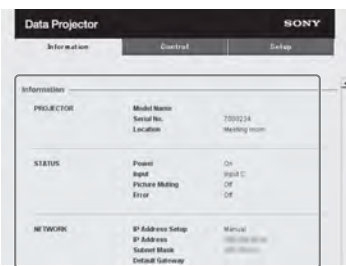 Data Projector
SONY
Information Control Setup
Information
PROJECTOR Model Name
Serial No. 7000234
Location Meeting room
STATUS Power On
Input Input C
Picture Muting Off
Error Off
NETWORK IP Address Setup Manual
IP Address
Subnet Mask
Default Gateway